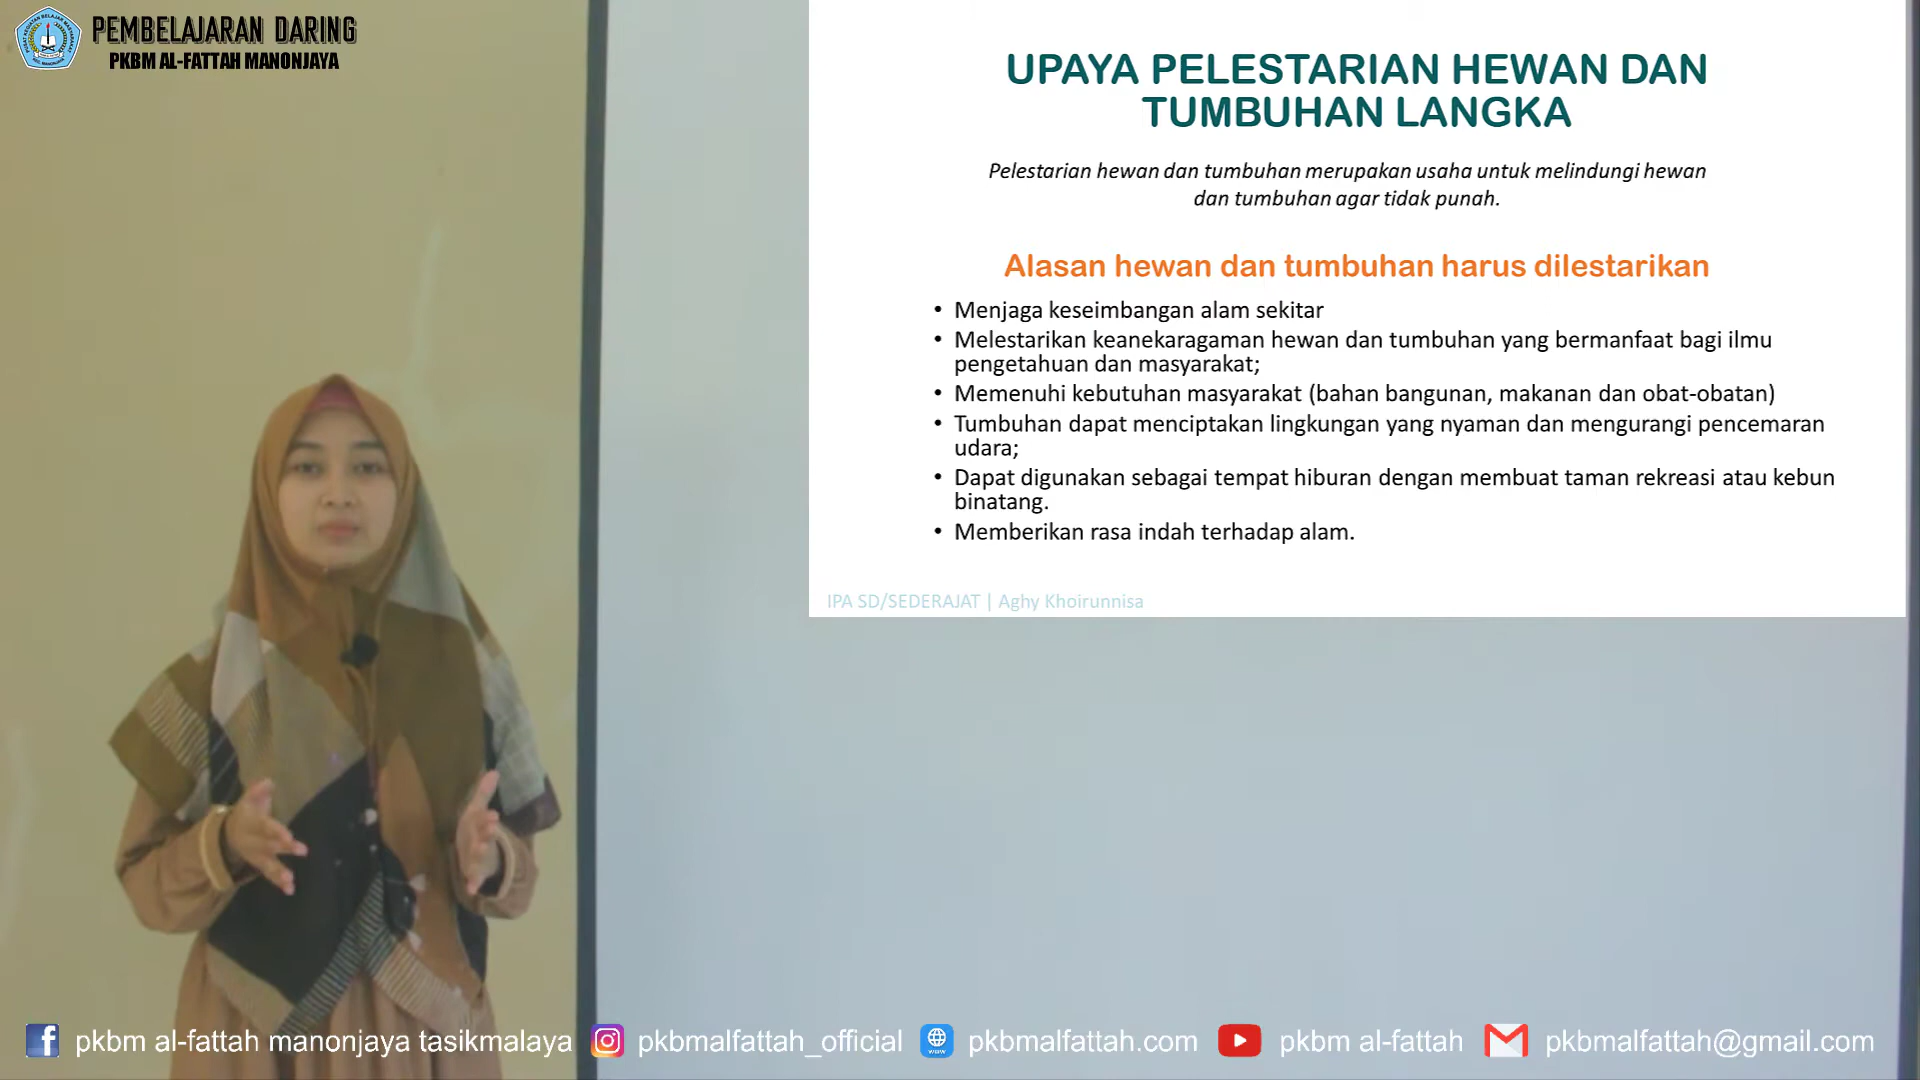 PEMBELAJARAN DARING
PKBM AL-FATTAH MANONJAYA
UPAYA PELESTARIAN HEWAN DAN
TUMBUHAN LANGKA
Pelestarian hewan dan tumbuhan merupakan usaha untuk melindungi hewan
dan tumbuhan agar tidak punah.
Alasan hewan dan tumbuhan harus dilestarikan
• Menjaga keseimbangan alam sekitar
• Melestarikan keanekaragaman hewan dan tumbuhan yang bermanfaat bagi ilmu
pengetahuan dan masyarakat;
• Memenuhi kebutuhan masyarakat (bahan bangunan, makanan dan obat-obatan)
• Tumbuhan dapat menciptakan lingkungan yang nyaman dan mengurangi pencemaran
udara;
• Dapat digunakan sebagai tempat hiburan dengan membuat taman rekreasi atau kebun
binatang.
• Memberikan rasa indah terhadap alam.
IPA SD/SEDERAJAT | Aghy Khoirunnisa
pkbm al-fattah manonjaya tasikmalaya pkbmalfattah_official pkbmalfattah.com pkbm al-fattah pkbmalfattah@gmail.com